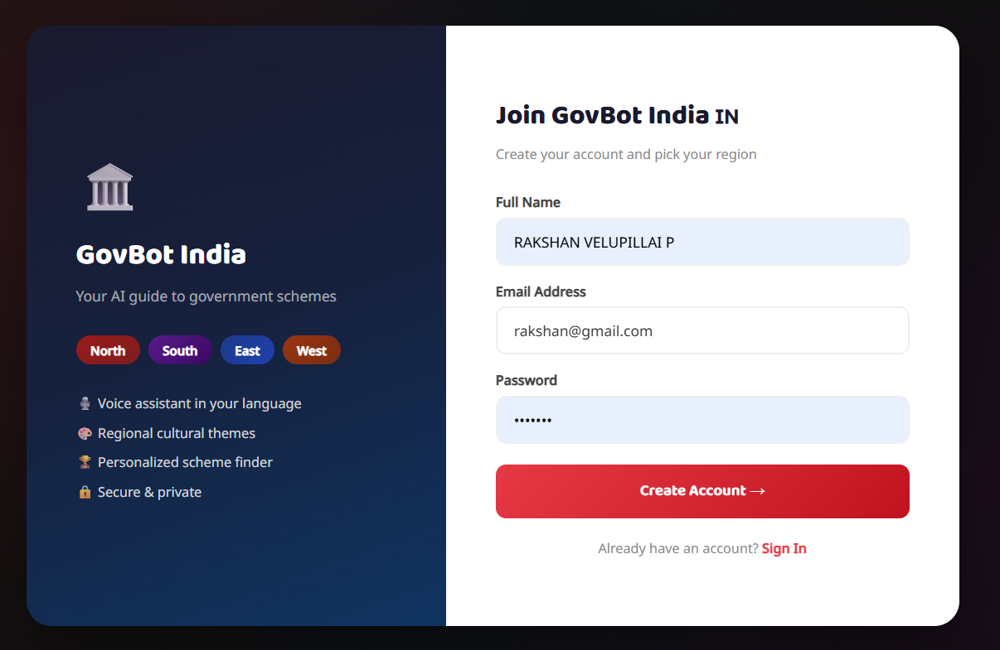 GovBot India
Your AI guide to government schemes
North South East West
Voice assistant in your language
Regional cultural themes
Personalized scheme finder
Secure & private
Join GovBot India IN
Create your account and pick your region
Full Name
RAKSHAN VELUPILLAI P
Email Address
rakshan@gmail.com
Password
•••••••
Create Account →
Already have an account? Sign In